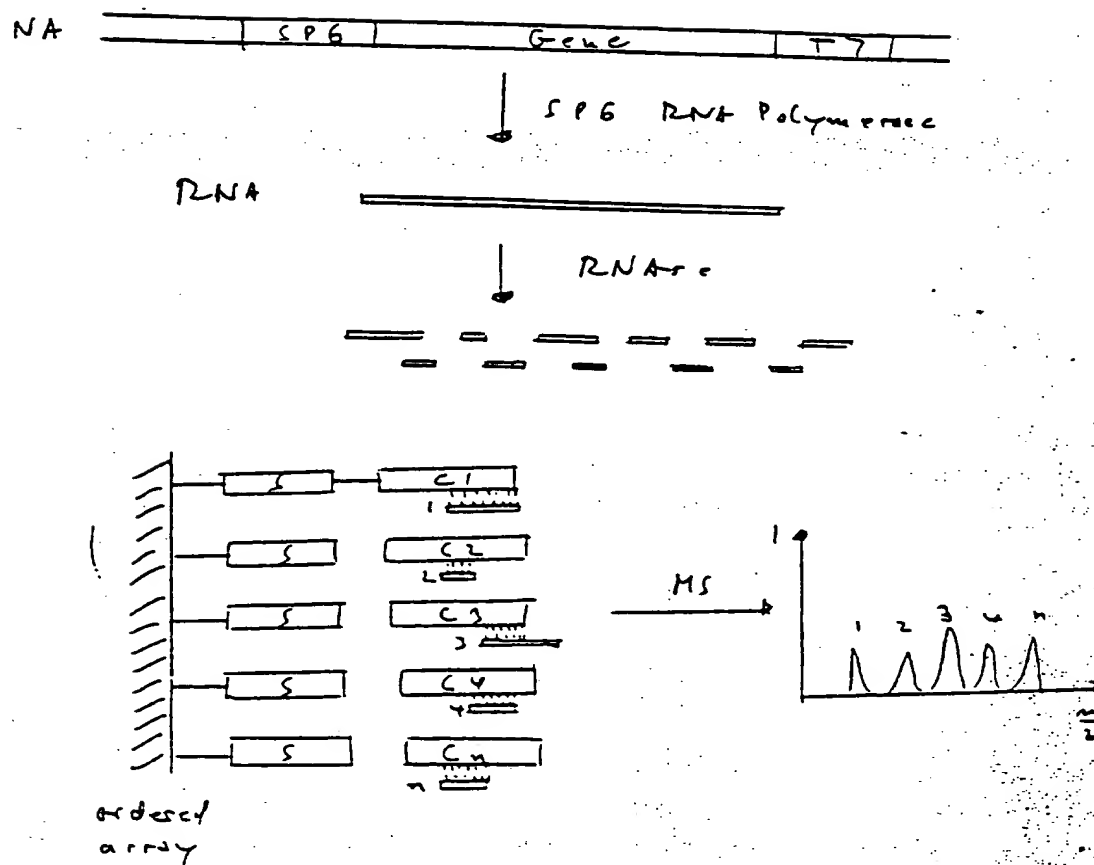 NA SP6 Gene T7
SP6 RNA Polymerase
RNA
RNAse
S C1
1
S C2
2
MS
I
S C3
3
1 2 3 4 n
S C4
4
S Cn
n
m
z
ordered
array